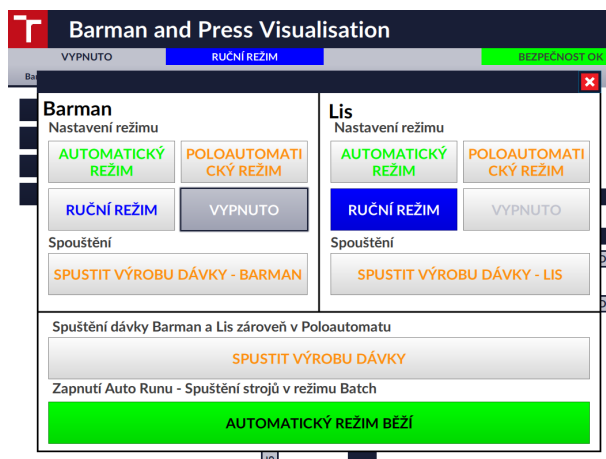 Barman and Press Visualisation
VYPNUTO
RUČNÍ REŽIM
BEZPEČNOST OK
Barman
Nastavení režimu
AUTOMATICKÝ
REŽIM
POLOAUTOMATI
CKÝ REŽIM
RUČNÍ REŽIM
VYPNUTO
Spouštění
SPUSTIT VÝROBU DÁVKY - BARMAN
Lis
Nastavení režimu
AUTOMATICKÝ
REŽIM
POLOAUTOMATI
CKÝ REŽIM
RUČNÍ REŽIM
VYPNUTO
Spouštění
SPUSTIT VÝROBU DÁVKY - LIS
Spuštění dávky Barman a Lis zároveň v Poloautomatu
SPUSTIT VÝROBU DÁVKY
Zapnutí Auto Runu - Spuštění strojů v režimu Batch
AUTOMATICKÝ REŽIM BĚŽÍ